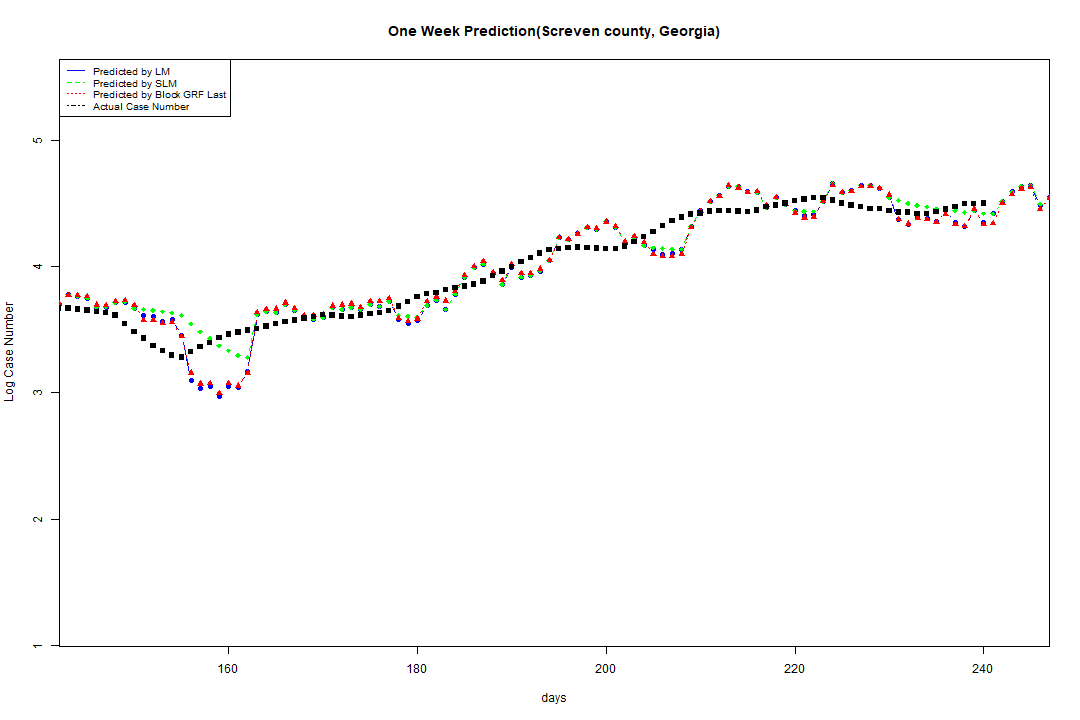 One Week Prediction(Screven county, Georgia)
Predicted by LM
Predicted by SLM
Predicted by Block GRF Last
Actual Case Number
5
4
3
2
1
Log Case Number
160 180 200 220 240
days